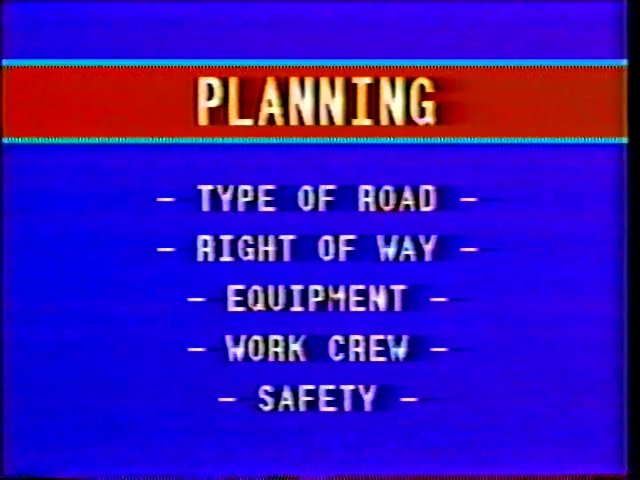 PLANNING
- TYPE OF ROAD -
- RIGHT OF WAY -
- EQUIPMENT -
- WORK CREW -
- SAFETY -